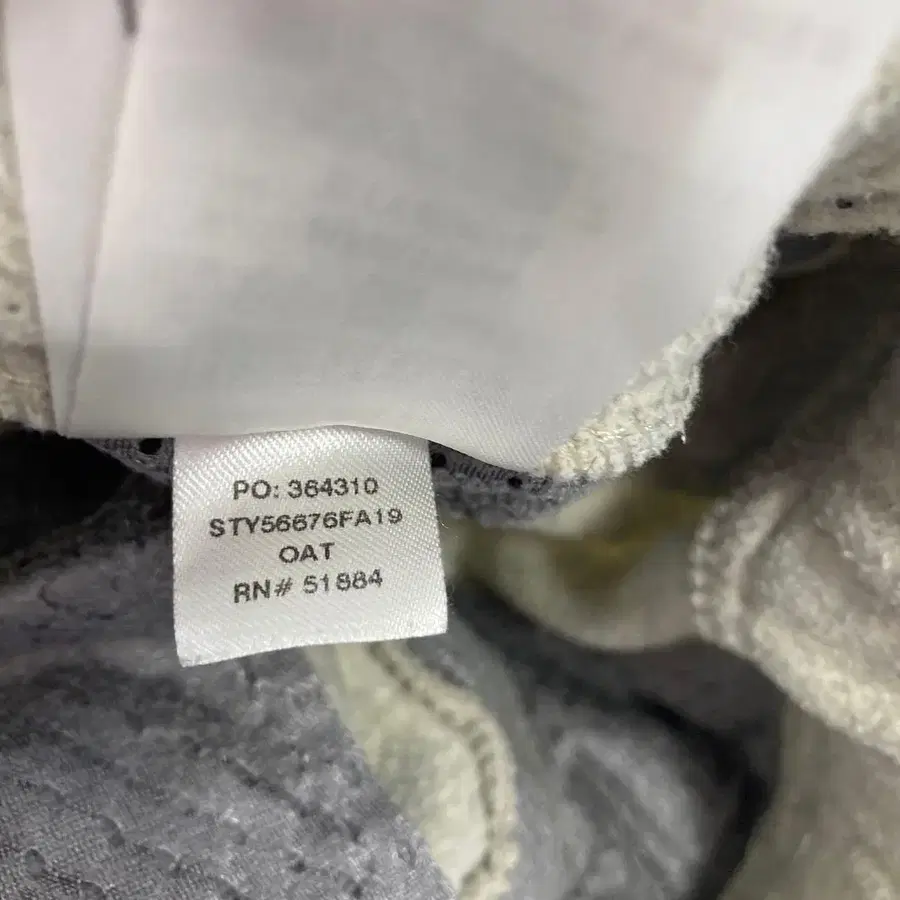 PO: 364310
STY56676FA19
OAT
RN# 51884